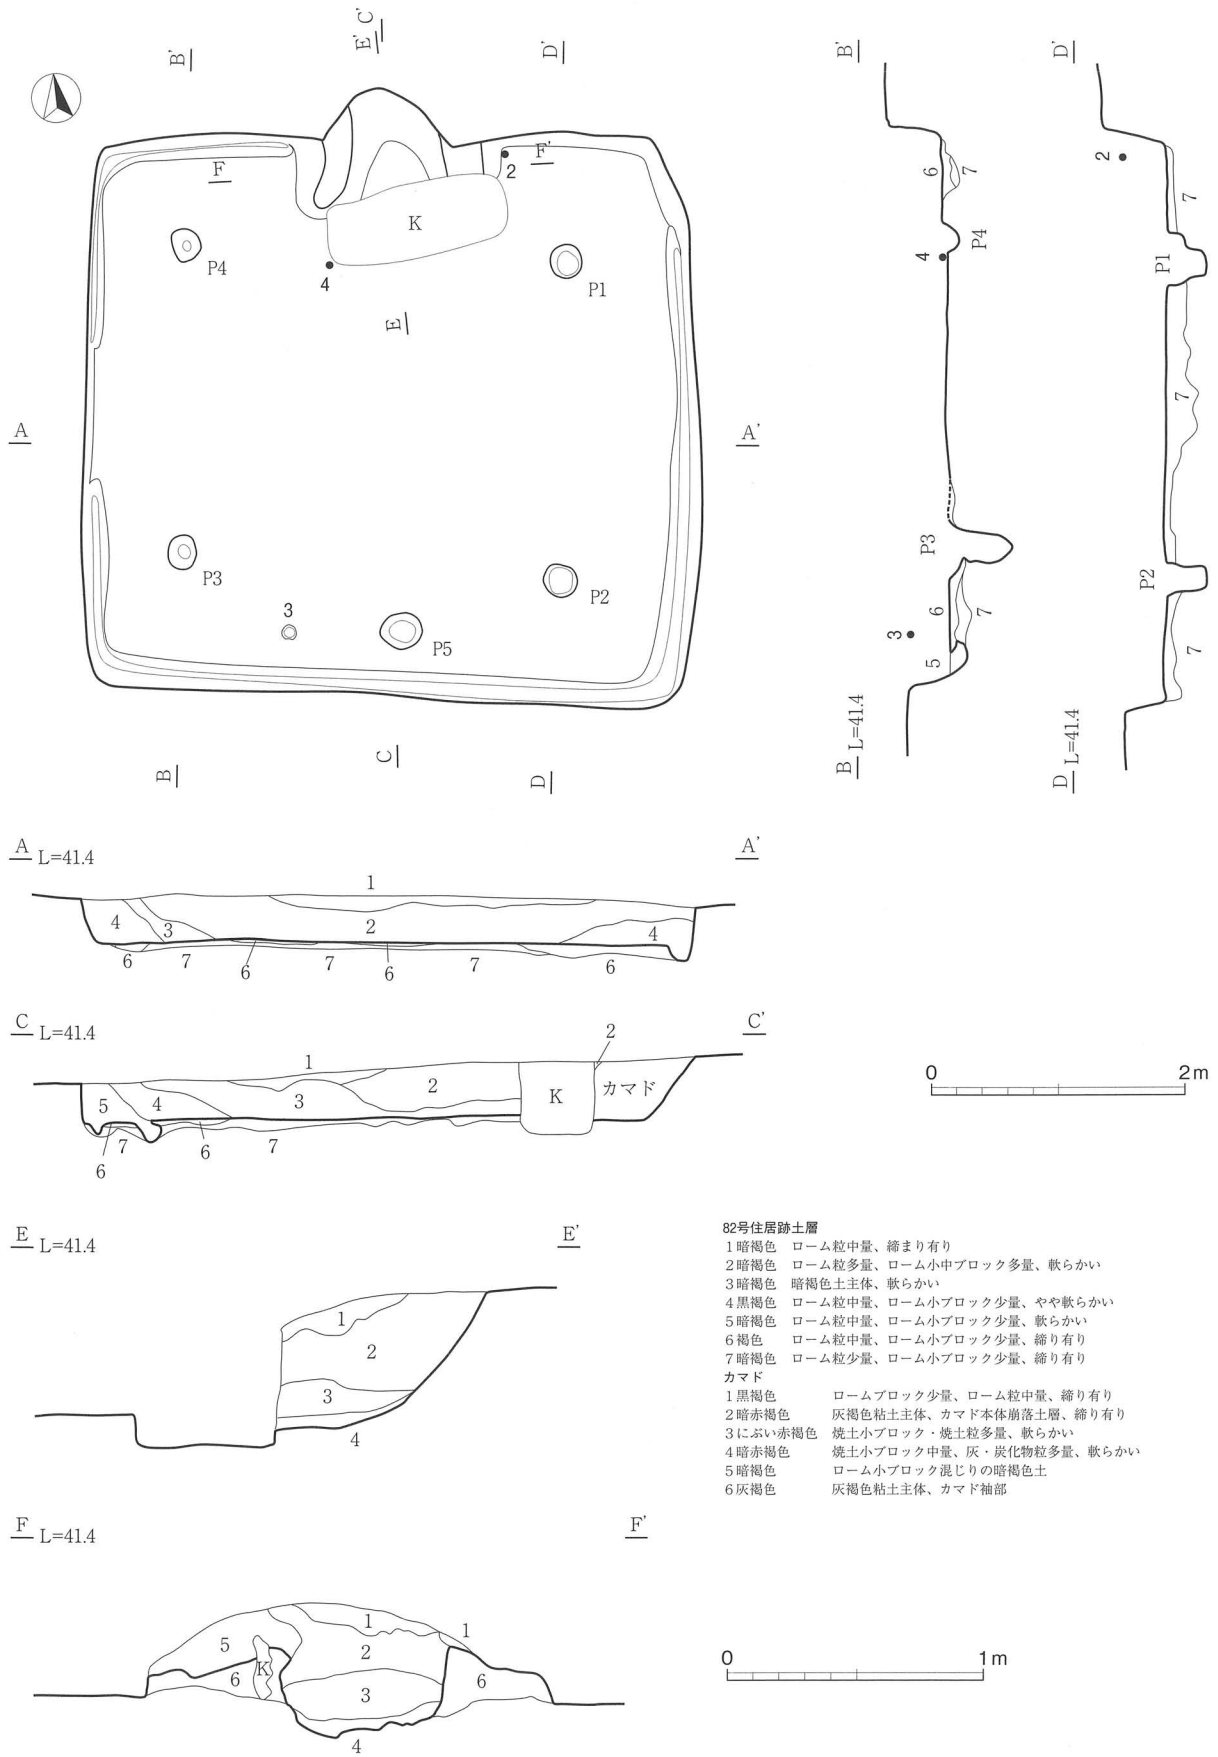 E' C'
B'
D'
F
F'
2
K
P4
4
P1
E
A
A'
P3
3
P2
P5
B
C
D
B'
D'
6
7
2
7
P4
4
P1
7
P3
P2
6
7
3
5
7
B L=41.4
D L=41.4
A L=41.4
A'
1
4
3
2
4
6
7
6
7
6
7
6
C L=41.4
C'
2
1
5
4
3
2
K
カマド
7
6
6
7
0
2m
E L=41.4
E'
1
2
3
4
82号住居跡土層
1暗褐色 ローム粒中量、締まり有り
2暗褐色 ローム粒多量、ローム小中ブロック多量、軟らかい
3暗褐色 暗褐色土主体、軟らかい
4黒褐色 ローム粒中量、ローム小ブロック少量、やや軟らかい
5暗褐色 ローム粒中量、ローム小ブロック少量、軟らかい
6褐色 ローム粒中量、ローム小ブロック少量、締り有り
7暗褐色 ローム粒少量、ローム小ブロック少量、締り有り
カマド
1黒褐色 ロームブロック少量、ローム粒中量、締り有り
2暗赤褐色 灰褐色粘土主体、カマド本体崩落土層、締り有り
3にぶい赤褐色 焼土小ブロック・焼土粒多量、軟らかい
4暗赤褐色 焼土小ブロック中量、灰・炭化物粒多量、軟らかい
5暗褐色 ローム小ブロック混じりの暗褐色土
6灰褐色 灰褐色粘土主体、カマド袖部
F L=41.4
F'
1
1
5
2
K
6
6
3
4
0
1m